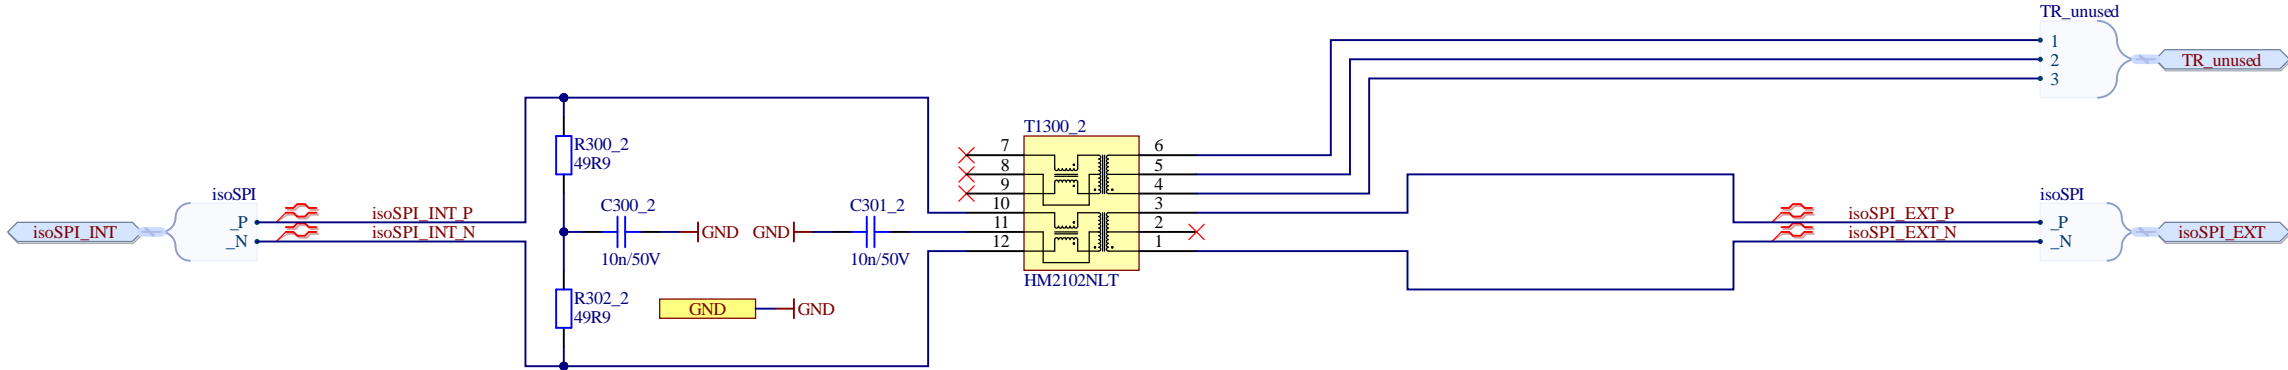 TR_unused
1
2
3
TR_unused
T1300_2
7
8
9
10
11
12
6
5
4
3
2
1
HM2102NLT
R300_2
49R9
isoSPI
_P
_N
isoSPI_INT
isoSPI_INT_P
isoSPI_INT_N
C300_2
10n/50V
GND
GND
C301_2
10n/50V
R302_2
49R9
GND
GND
isoSPI_EXT_P
isoSPI_EXT_N
isoSPI
_P
_N
isoSPI_EXT